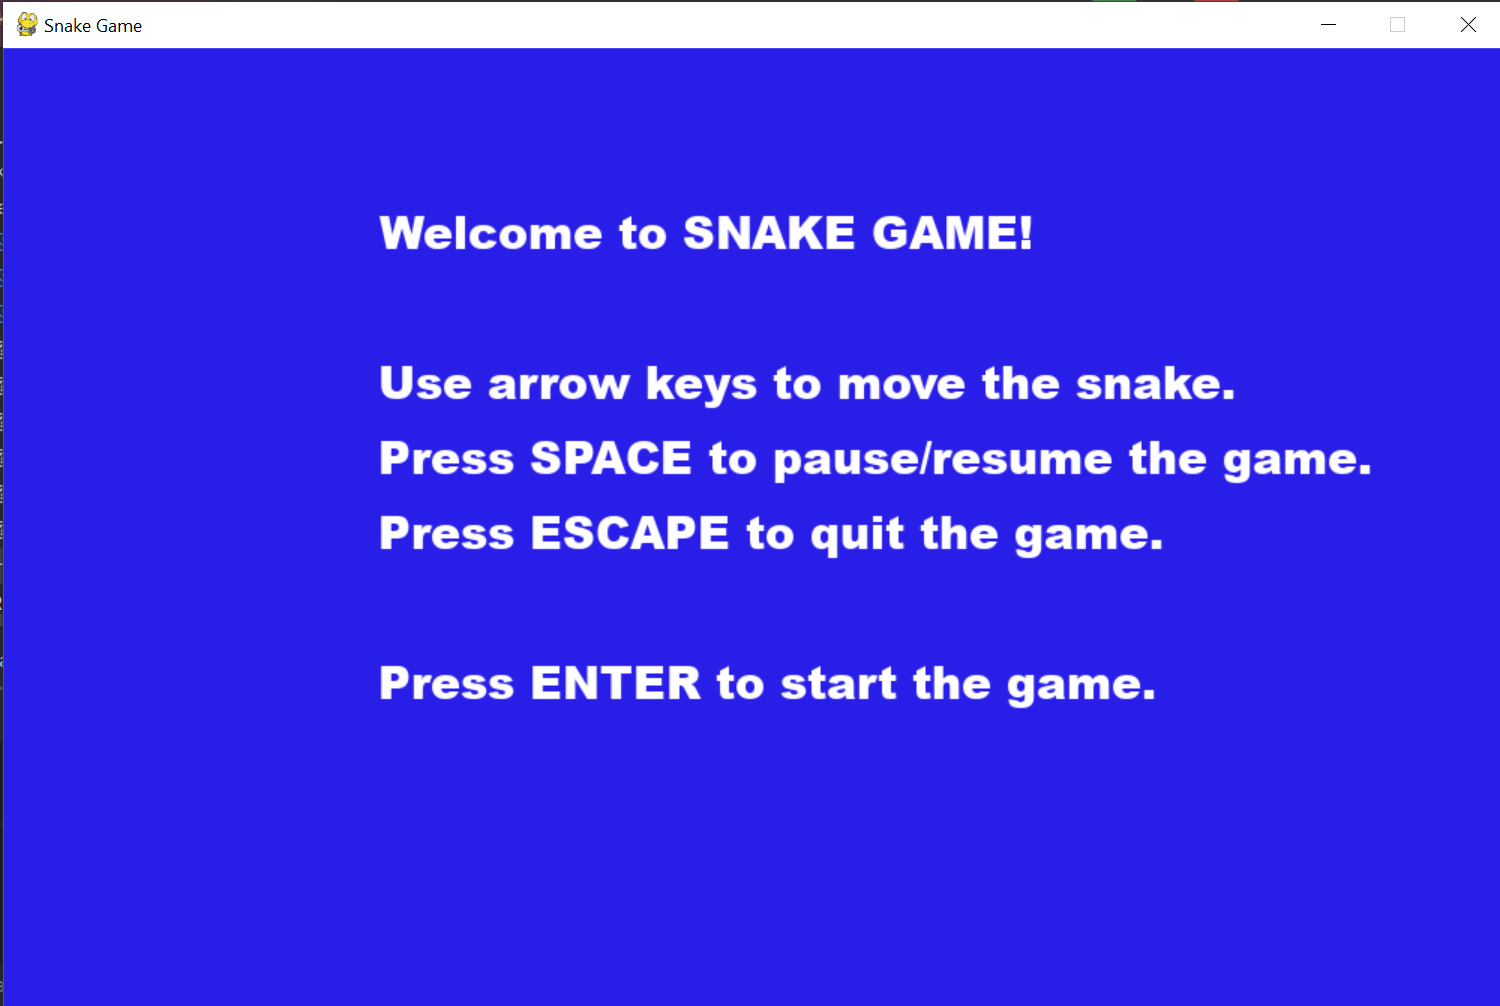 Snake Game
Welcome to SNAKE GAME!
Use arrow keys to move the snake.
Press SPACE to pause/resume the game.
Press ESCAPE to quit the game.
Press ENTER to start the game.